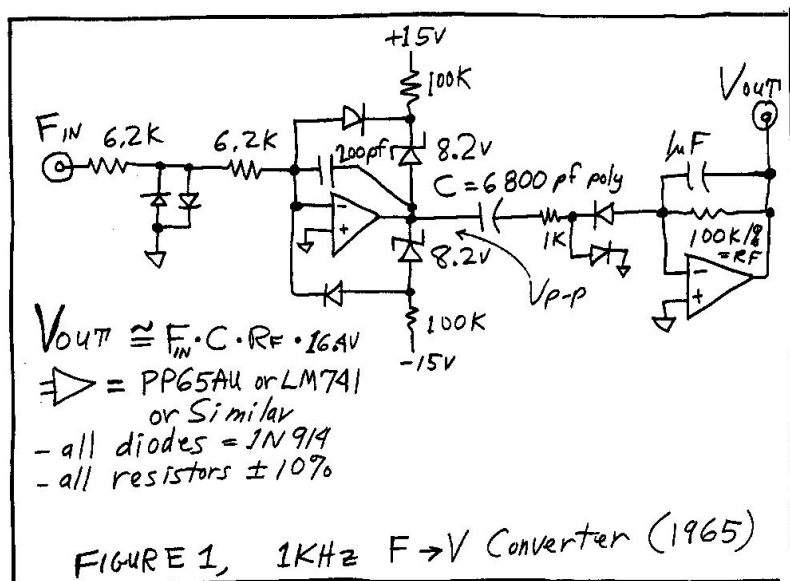 +15V
100K
VOUT
FIN
6.2K
6.2K
200pf
8.2v
C = 6800 pf poly
1µF
1K
100K 1%
= RF
8.2v
Vp-p
100K
-15V
VOUT ≅ FIN · C · RF · 16.4V
= PP65AU or LM741
or Similar
- all diodes = 1N914
- all resistors ±10%
FIGURE 1, 1KHz F → V Converter (1965)